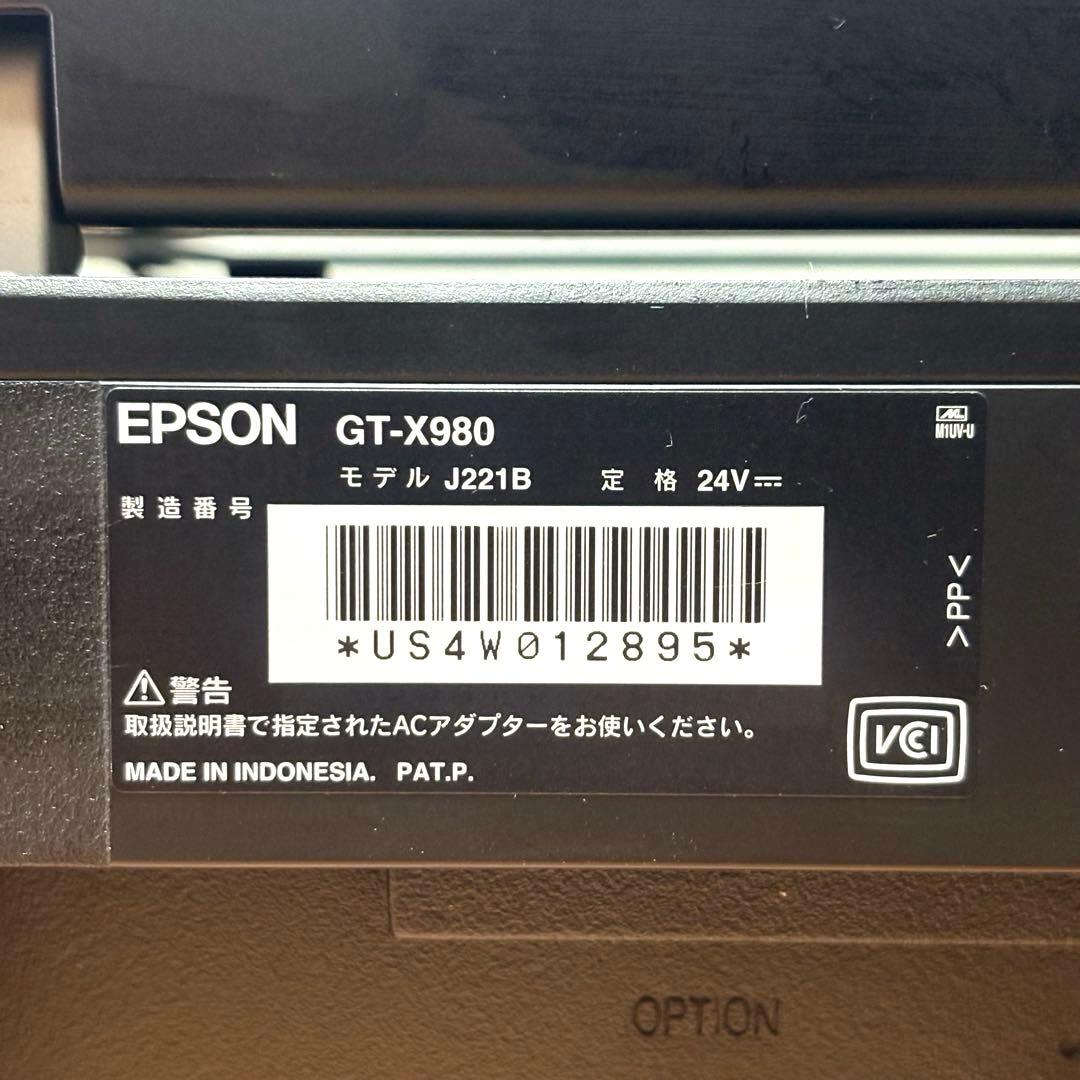 EPSON GT-X980
モデル J221B 定格 24V⎓
製造番号
*US4W012895*
⚠警告
取扱説明書で指定されたACアダプターをお使いください。
MADE IN INDONESIA. PAT.P.
M1UV-U
>PP<
VCCI
OPTION